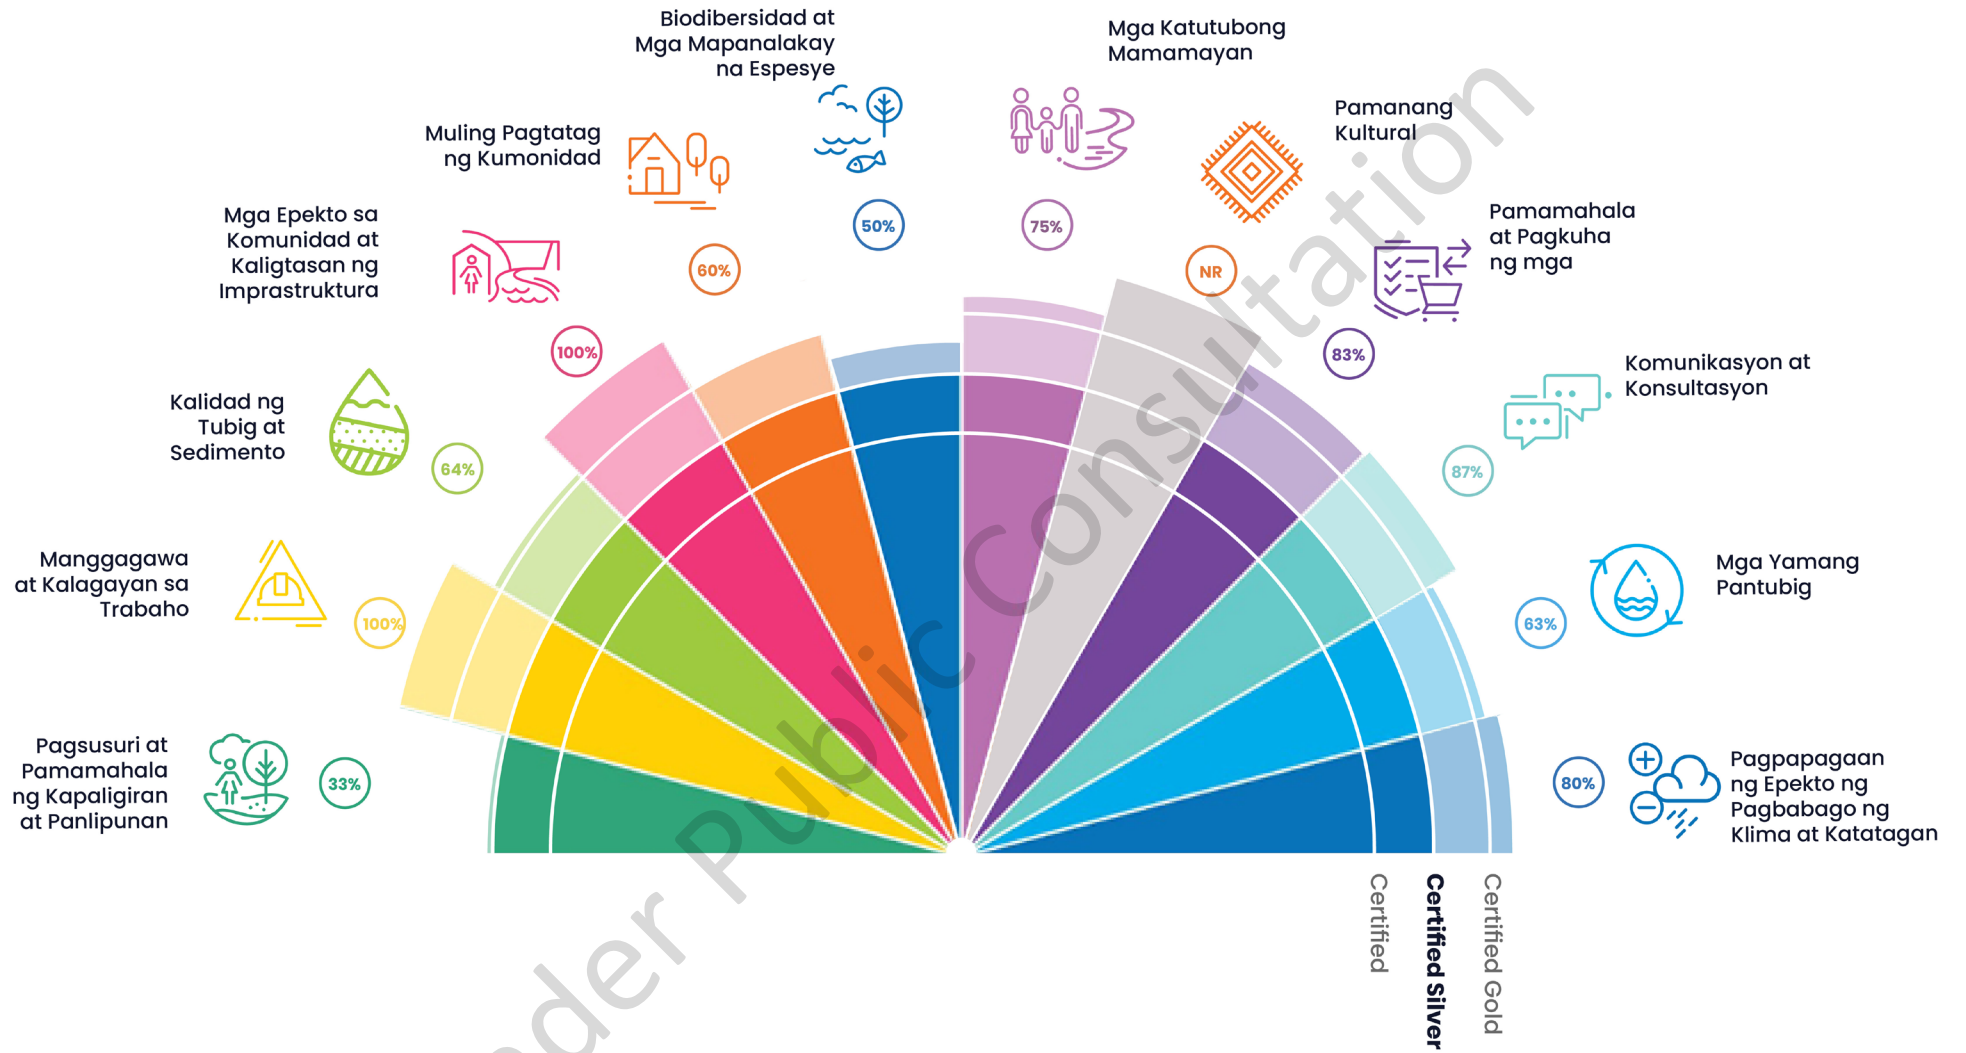 Biodibersidad at
Mga Mapanalakay
na Espesye
50%
Mga Katutubong
Mamamayan
75%
Muling Pagtatag
ng Kumonidad
60%
Pamanang
Kultural
NR
Mga Epekto sa
Komunidad at
Kaligtasan ng
Imprastruktura
100%
Pamamahala
at Pagkuha
ng mga
83%
Kalidad ng
Tubig at
Sedimento
64%
Komunikasyon at
Konsultasyon
87%
Manggagawa
at Kalagayan sa
Trabaho
100%
Mga Yamang
Pantubig
63%
Pagsusuri at
Pamamahala
ng Kapaligiran
at Panlipunan
33%
Pagpapagaan
ng Epekto ng
Pagbabago ng
Klima at Katatagan
80%
Certified
Certified Silver
Certified Gold
Public Consultation